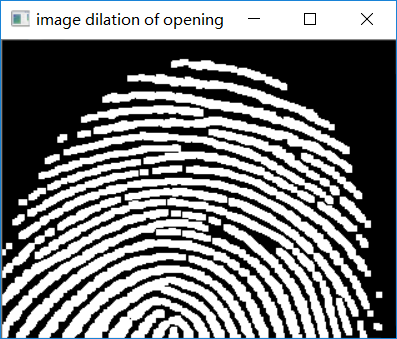 image dilation of opening